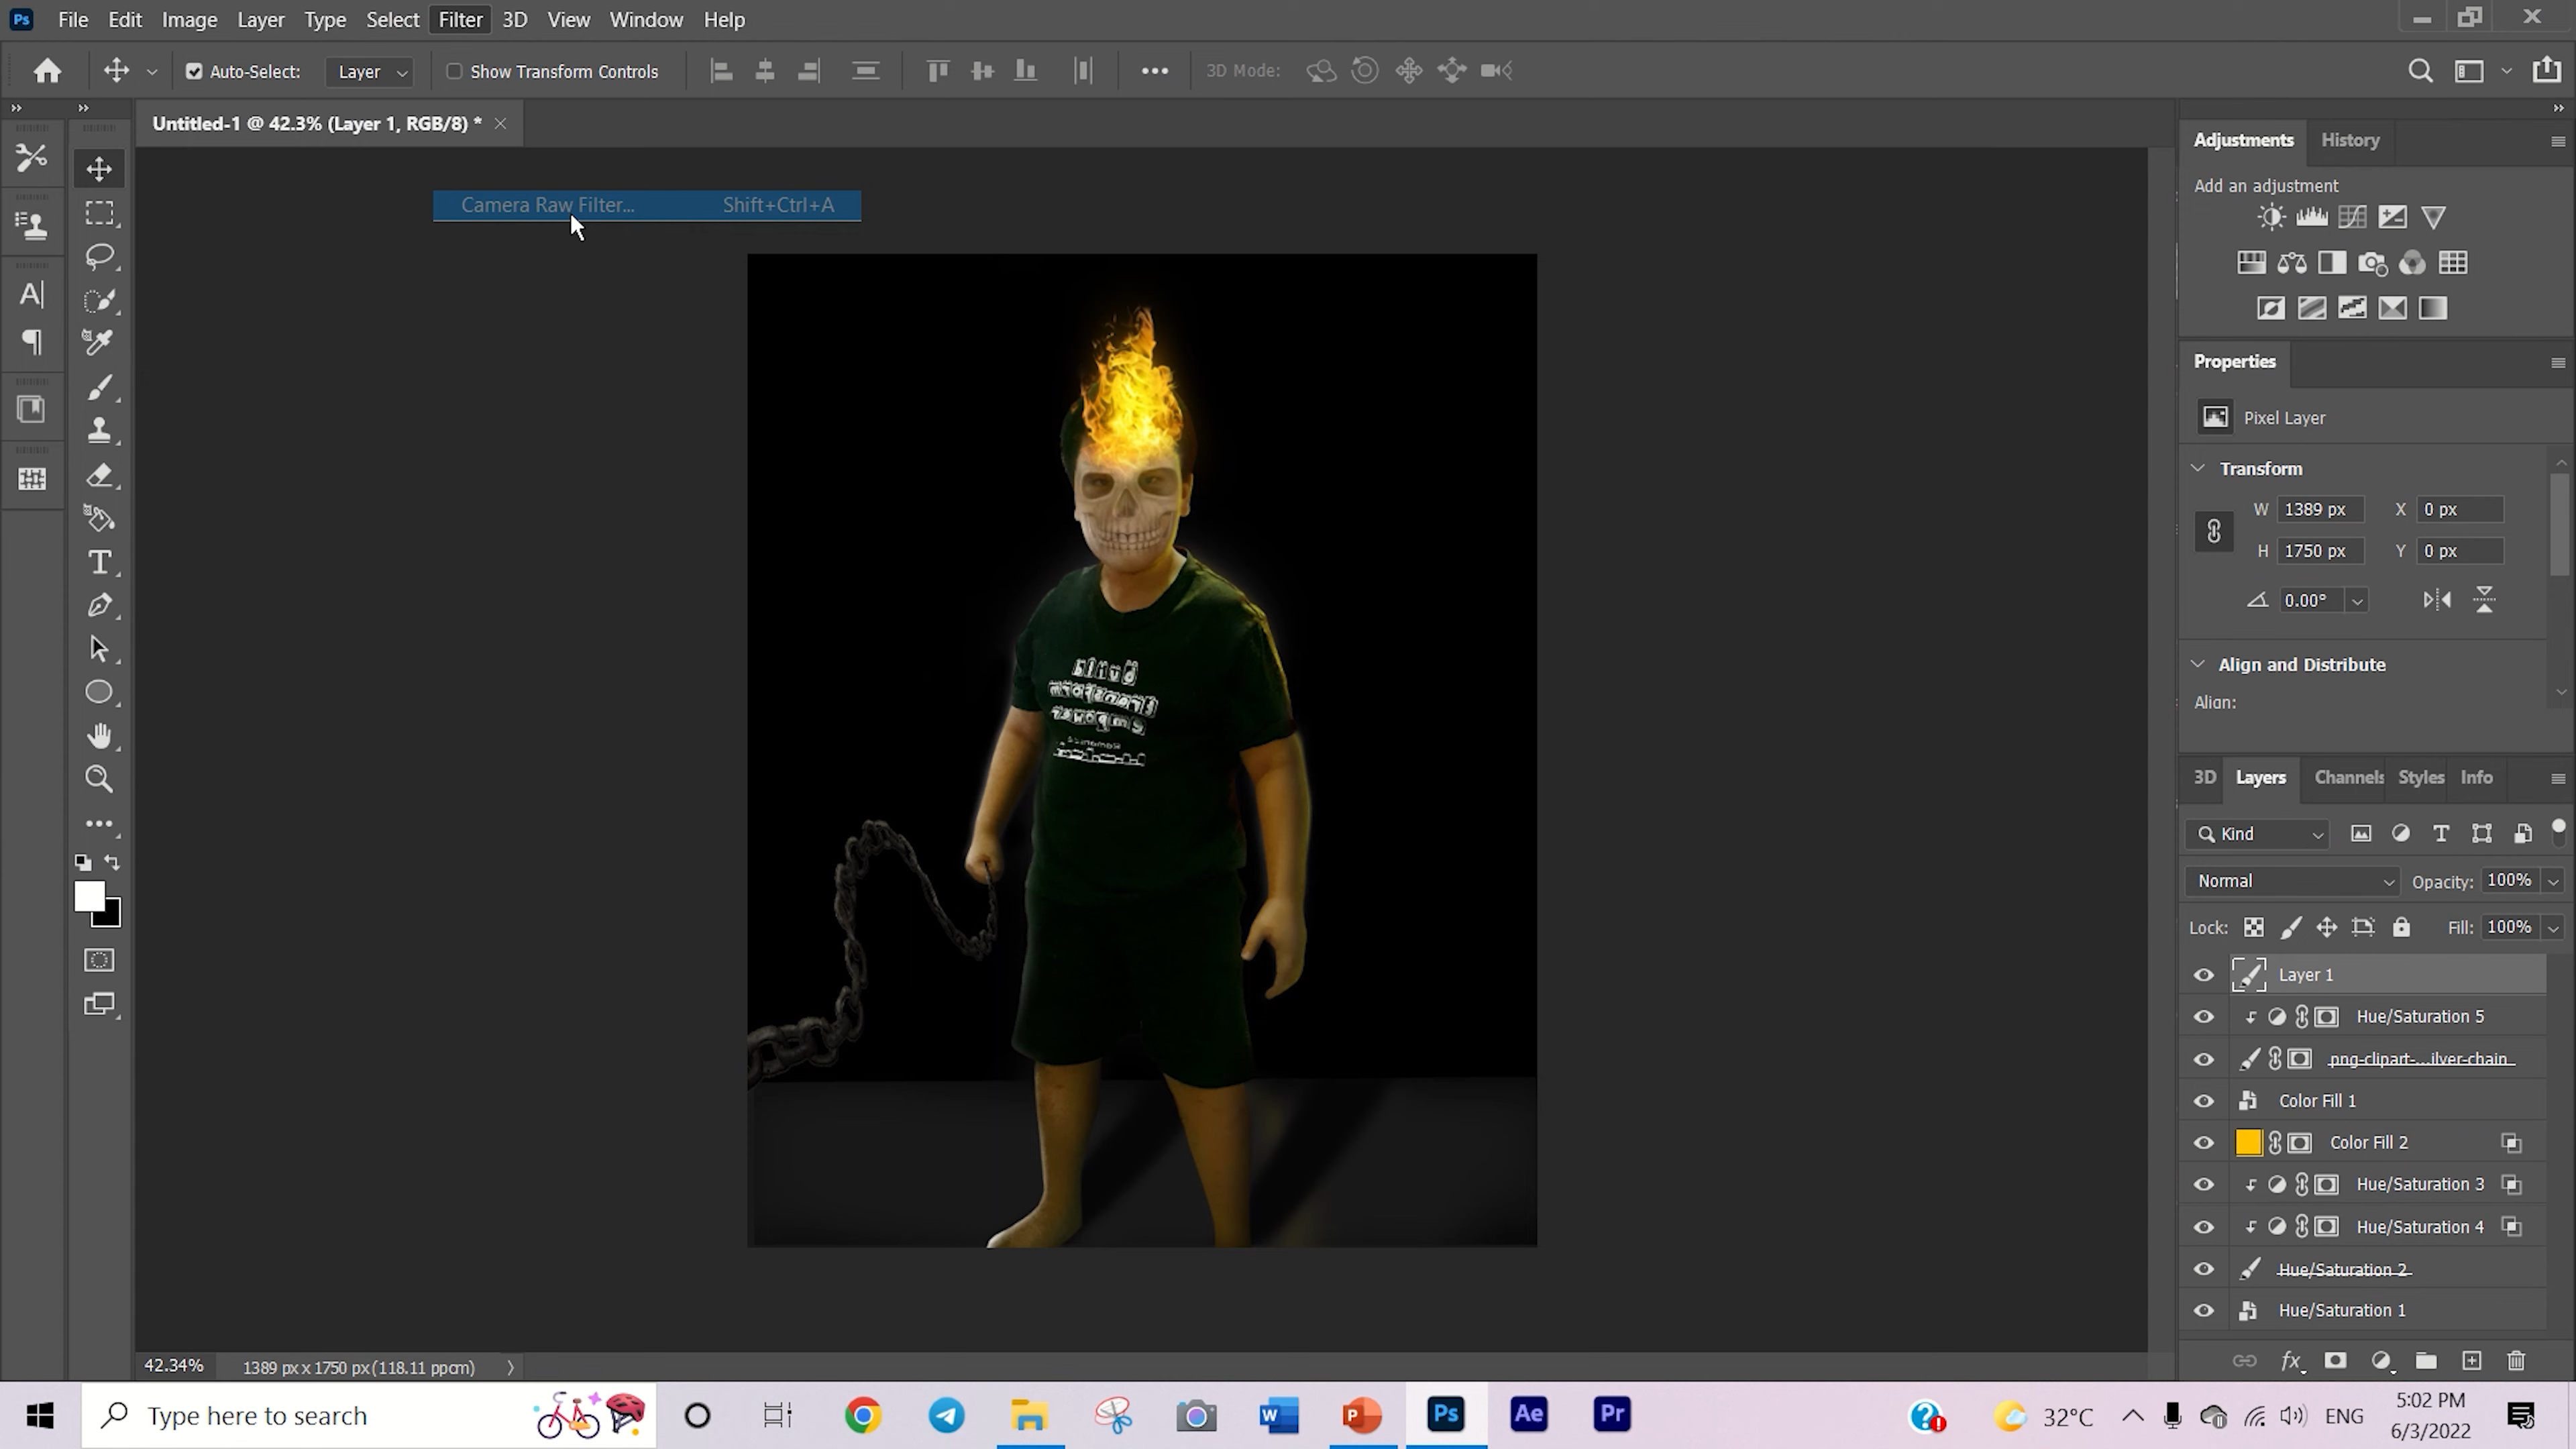 Ps File Edit Image Layer Type Select Filter 3D View Window Help
Auto-Select: Layer Show Transform Controls 3D Mode:
Untitled-1 @ 42.3% (Layer 1, RGB/8) *
Camera Raw Filter... Shift+Ctrl+A
Adjustments History
Add an adjustment
Properties
Pixel Layer
Transform
W 1389 px X 0 px
H 1750 px Y 0 px
0.00°
Align and Distribute
Align:
3D Layers Channels Styles Info
Kind
Normal Opacity: 100%
Lock: Fill: 100%
Layer 1
Hue/Saturation 5
png-clipart-...ilver-chain
Color Fill 1
Color Fill 2
Hue/Saturation 3
Hue/Saturation 4
Hue/Saturation 2
Hue/Saturation 1
42.34% 1389 px x 1750 px (118.11 ppcm)
Type here to search
W P Ps Ae Pr
32°C ENG
5:02 PM
6/3/2022